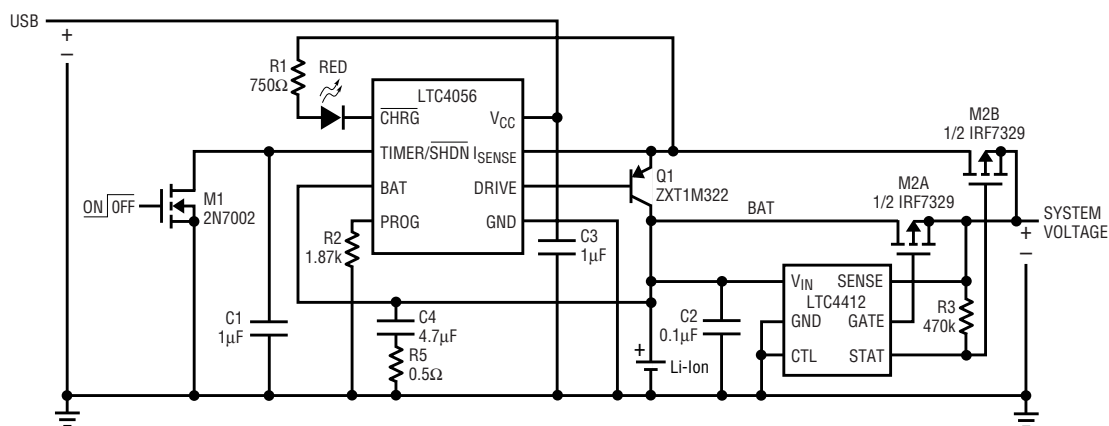 USB
+
–
R1
750Ω
RED
LTC4056
CHRG
VCC
TIMER/SHDN ISENSE
BAT
DRIVE
PROG
GND
ON OFF
M1
2N7002
R2
1.87k
C1
1µF
C4
4.7µF
R5
0.5Ω
C3
1µF
Q1
ZXT1M322
BAT
M2B
1/2 IRF7329
M2A
1/2 IRF7329
SYSTEM
VOLTAGE
+
–
C2
0.1µF
VIN
SENSE
LTC4412
GND
GATE
CTL
STAT
R3
470k
+
Li-Ion